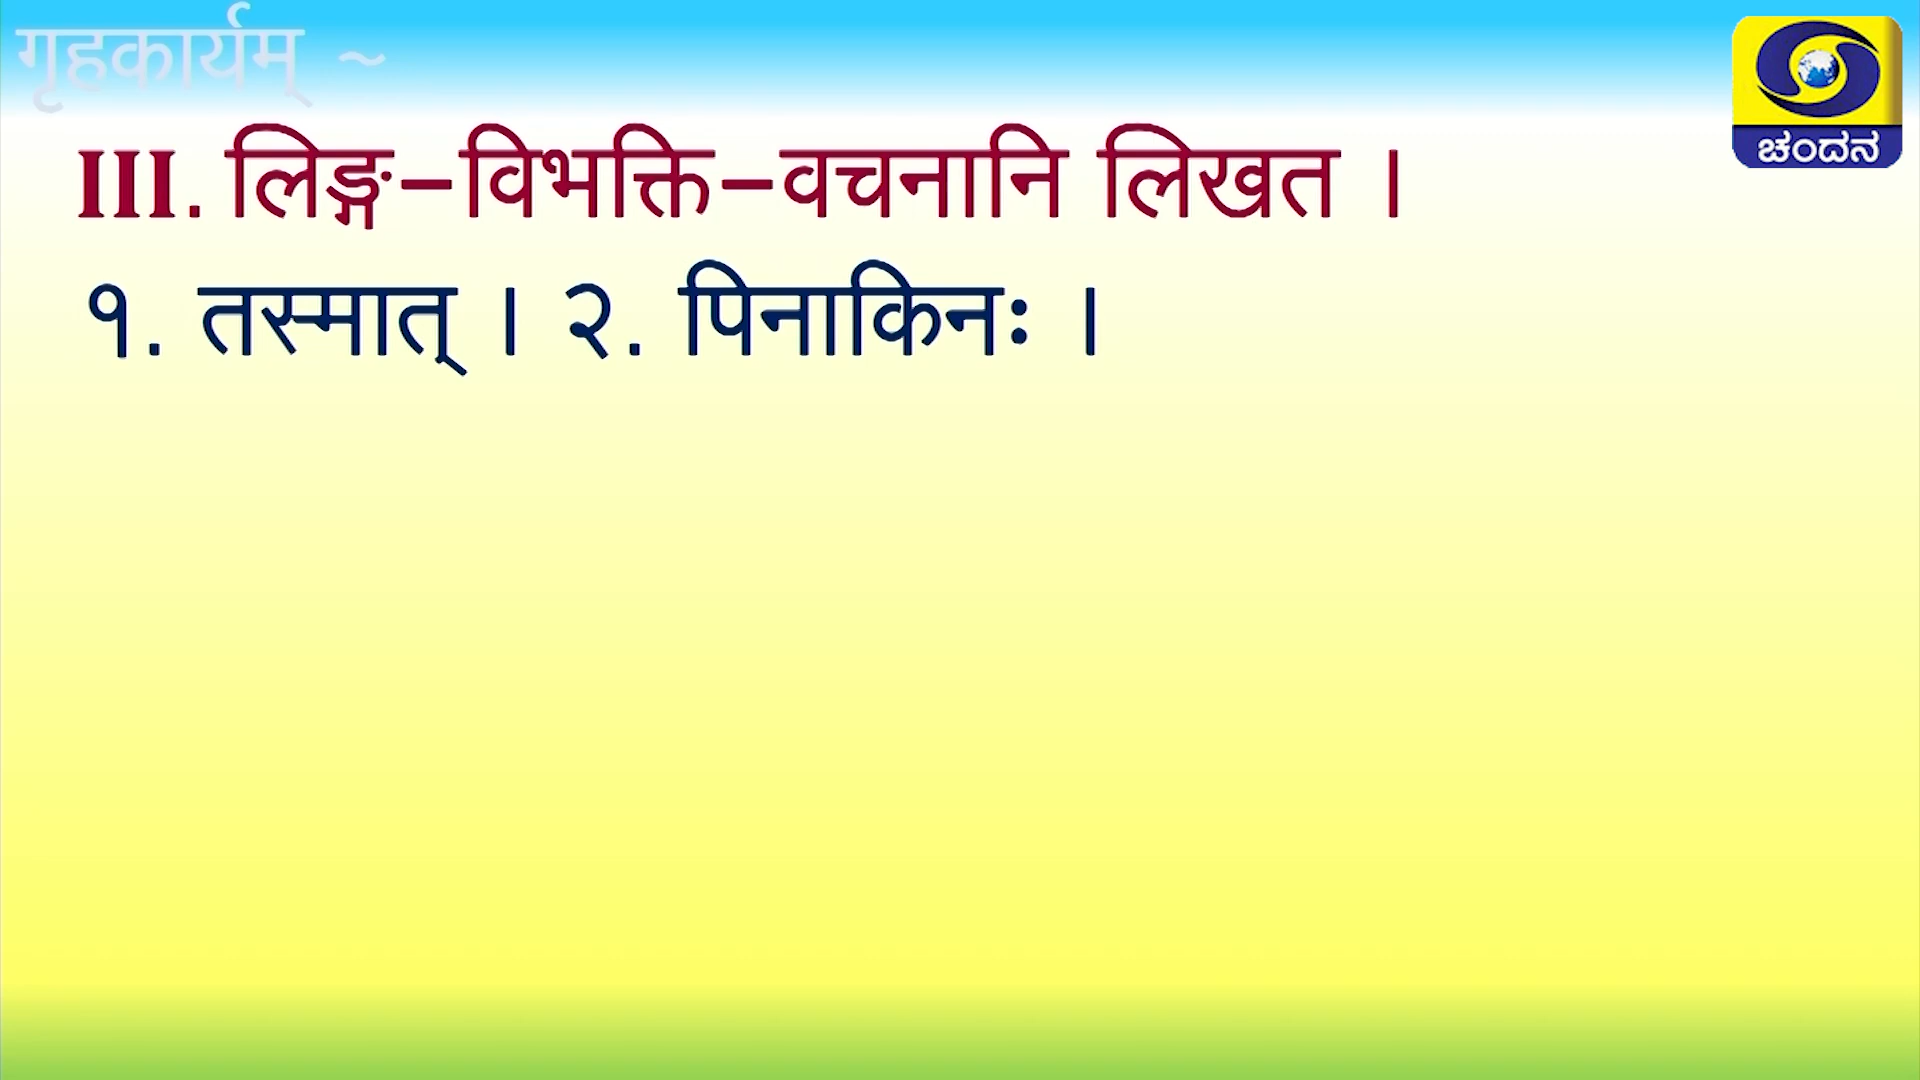 गृहकार्यम् ~
ಚಂದನ
III. लिङ्ग–विभक्ति–वचनानि लिखत ।
१. तस्मात् । २. पिनाकिनः ।